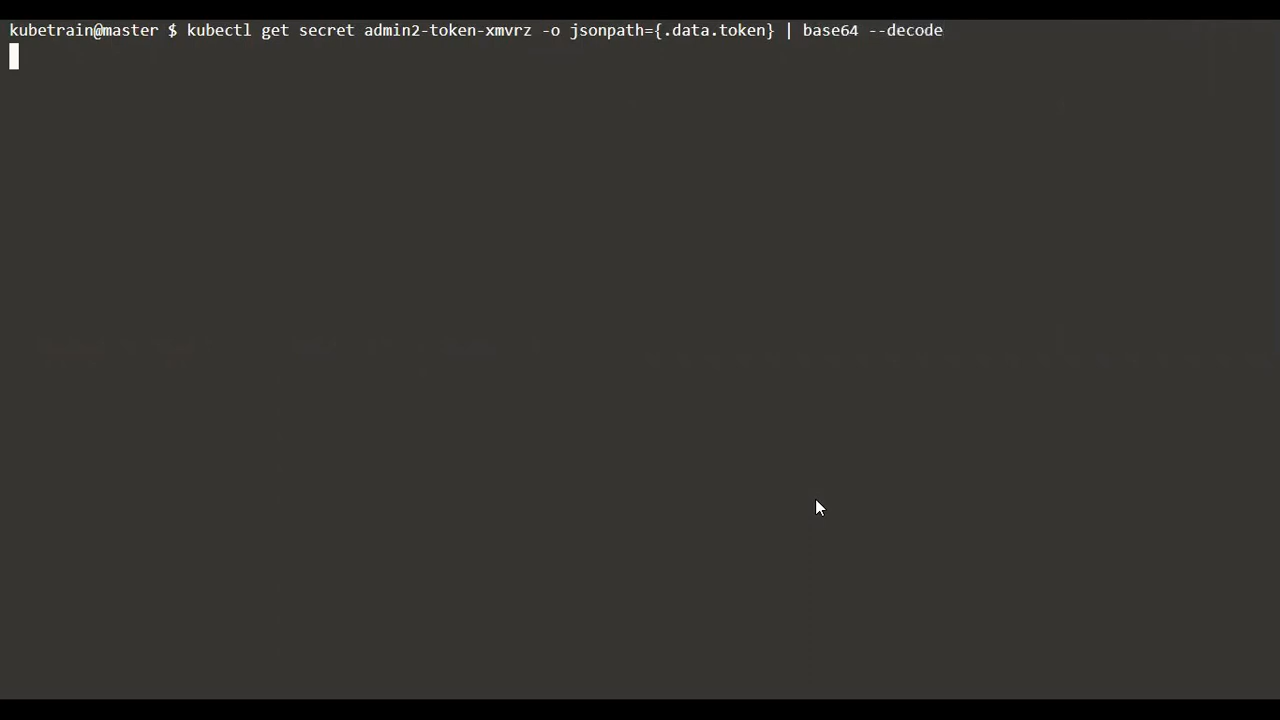 kubetrain@master $ kubectl get secret admin2-token-xmvrz -o jsonpath={.data.token} | base64 --decode